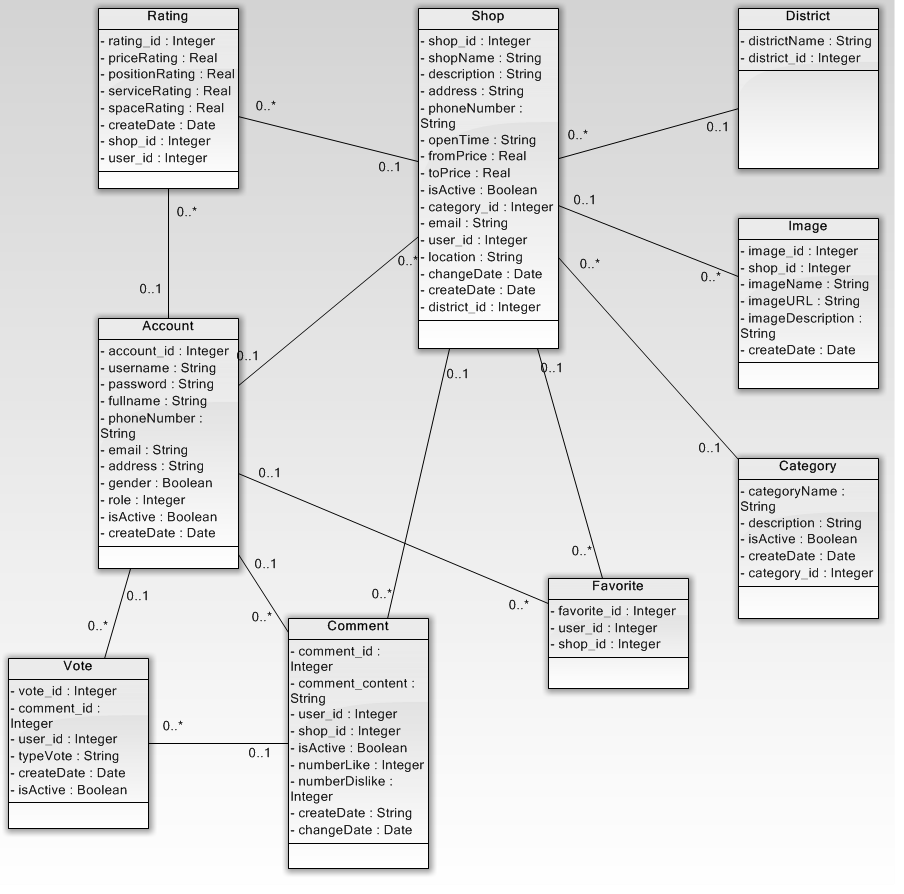 Rating
- rating_id : Integer
- priceRating : Real
- positionRating : Real
- serviceRating : Real
- spaceRating : Real
- createDate : Date
- shop_id : Integer
- user_id : Integer
Shop
- shop_id : Integer
- shopName : String
- description : String
- address : String
- phoneNumber :
String
- openTime : String
- fromPrice : Real
- toPrice : Real
- isActive : Boolean
- category_id : Integer
- email : String
- user_id : Integer
- location : String
- changeDate : Date
- createDate : Date
- district_id : Integer
District
- districtName : String
- district_id : Integer
0..*
0..1
0..*
0..1
0..1
0..*
0..*
0..1
0..*
0..1
0..*
0..1
Image
- image_id : Integer
- shop_id : Integer
- imageName : String
- imageURL : String
- imageDescription :
String
- createDate : Date
Account
- account_id : Integer
- username : String
- password : String
- fullname : String
- phoneNumber :
String
- email : String
- address : String
- gender : Boolean
- role : Integer
- isActive : Boolean
- createDate : Date
0..1
0..1
0..*
0..*
0..1
0..*
0..1
0..*
0..1
0..*
Category
- categoryName :
String
- description : String
- isActive : Boolean
- createDate : Date
- category_id : Integer
Favorite
- favorite_id : Integer
- user_id : Integer
- shop_id : Integer
Comment
- comment_id :
Integer
- comment_content :
String
- user_id : Integer
- shop_id : Integer
- isActive : Boolean
- numberLike : Integer
- numberDislike :
Integer
- createDate : String
- changeDate : Date
Vote
- vote_id : Integer
- comment_id :
Integer
- user_id : Integer
- typeVote : String
- createDate : Date
- isActive : Boolean
0..*
0..1